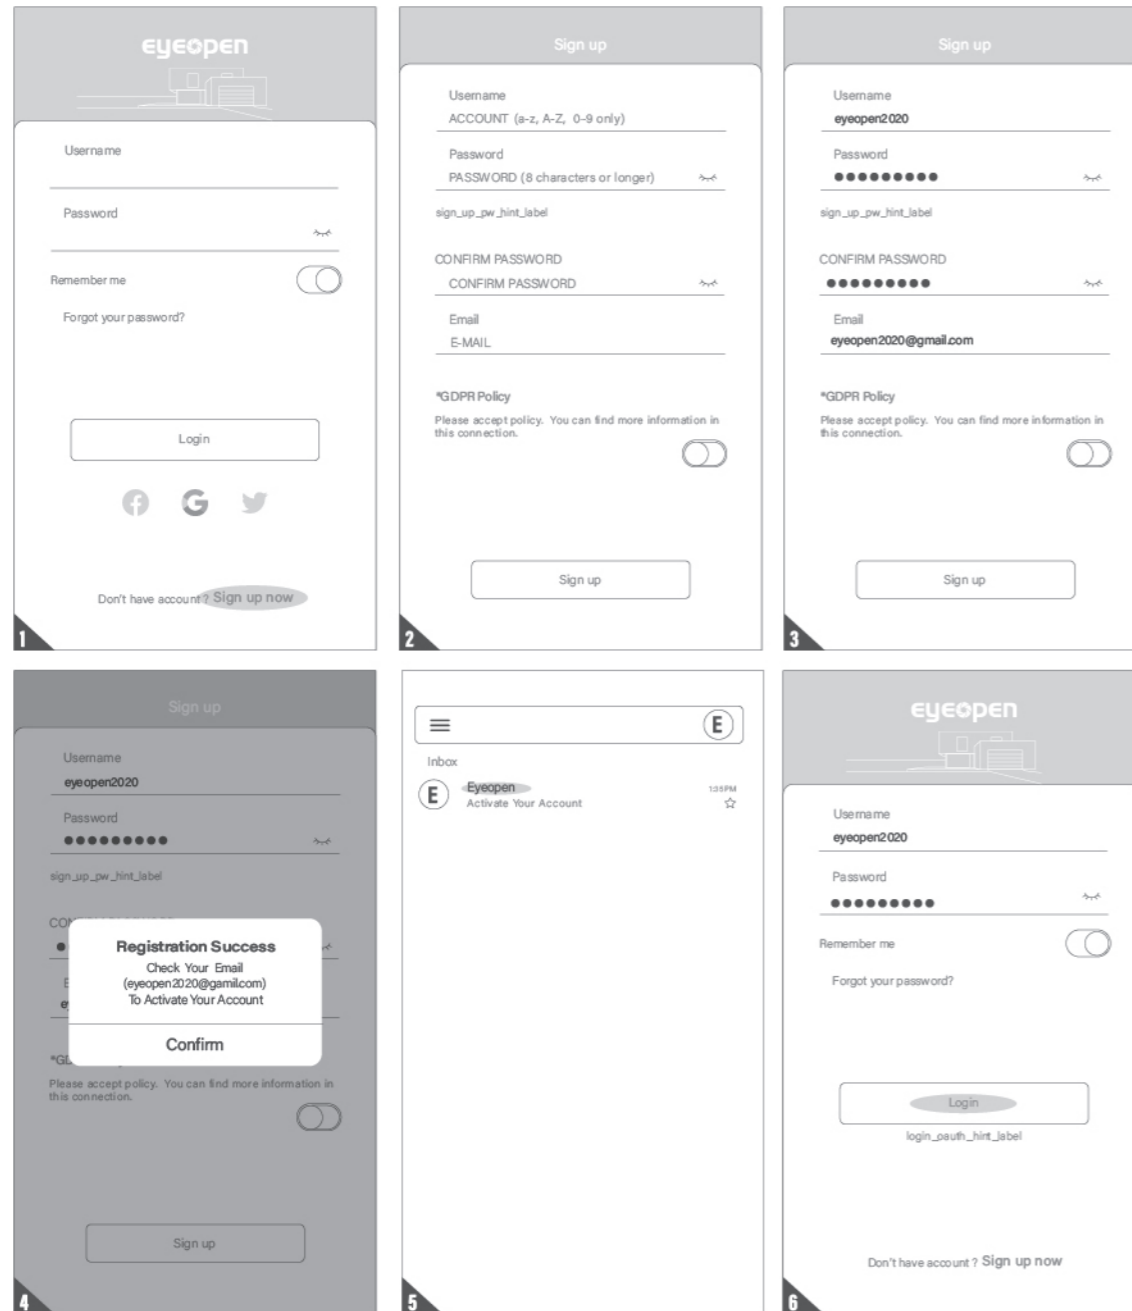 eyeopen
Username
Password
Remember me
Forgot your password?
Login
Don't have account ? Sign up now
1
Sign up
Username
ACCOUNT (a-z, A-Z, 0-9 only)
Password
PASSWORD (8 characters or longer)
sign_up_pw_hint_label
CONFIRM PASSWORD
CONFIRM PASSWORD
Email
E-MAIL
*GDPR Policy
Please accept policy. You can find more information in
this connection.
Sign up
2
Sign up
Username
eyeopen2020
Password
●●●●●●●●●
sign_up_pw_hint_label
CONFIRM PASSWORD
●●●●●●●●●
Email
eyeopen2020@gmail.com
*GDPR Policy
Please accept policy. You can find more information in
this connection.
Sign up
3
Sign up
Username
eyeopen2020
Password
●●●●●●●●●
sign_up_pw_hint_label
Registration Success
Check Your Email
(eyeopen2020@gamil.com)
To Activate Your Account
Confirm
Please accept policy. You can find more information in
this connection.
Sign up
4
E
Inbox
E
Eyeopen
1:35PM
Activate Your Account
5
eyeopen
Username
eyeopen2020
Password
●●●●●●●●●
Remember me
Forgot your password?
Login
login_oauth_hint_label
Don't have account ? Sign up now
6